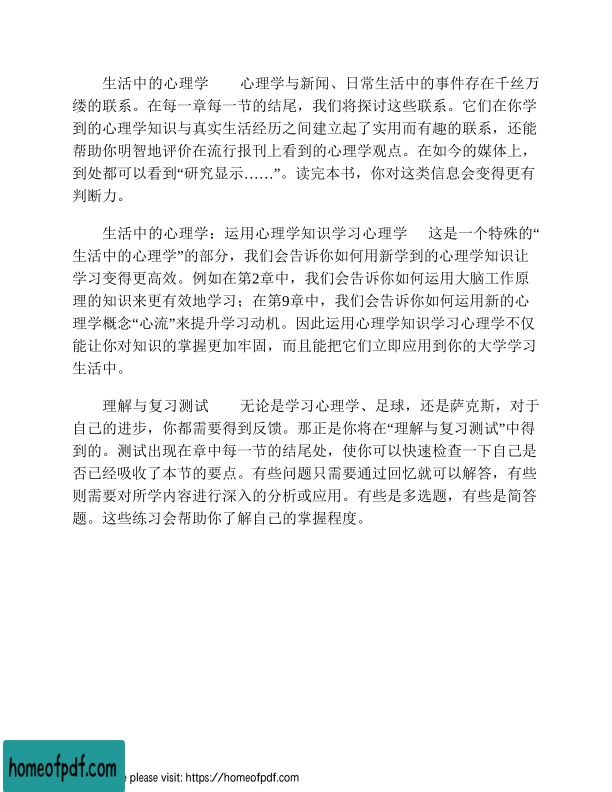 生活中的心理学　　心理学与新闻、日常生活中的事件存在千丝万
缕的联系。在每一章每一节的结尾，我们将探讨这些联系。它们在你学
到的心理学知识与真实生活经历之间建立起了实用而有趣的联系，还能
帮助你明智地评价在流行报刊上看到的心理学观点。在如今的媒体上，
到处都可以看到“研究显示……”。读完本书，你对这类信息会变得更有
判断力。
生活中的心理学：运用心理学知识学习心理学　 这是一个特殊的“
生活中的心理学”的部分，我们会告诉你如何用新学到的心理学知识让
学习变得更高效。例如在第2章中，我们会告诉你如何运用大脑工作原
理的知识来更有效地学习；在第9章中，我们会告诉你如何运用新的心
理学概念“心流”来提升学习动机。因此运用心理学知识学习心理学不仅
能让你对知识的掌握更加牢固，而且能把它们立即应用到你的大学学习
生活中。
理解与复习测试　　无论是学习心理学、足球，还是萨克斯，对于
自己的进步，你都需要得到反馈。那正是你将在“理解与复习测试”中得
到的。测试出现在章中每一节的结尾处，使你可以快速检查一下自己是
否已经吸收了本节的要点。有些问题只需要通过回忆就可以解答，有些
则需要对所学内容进行深入的分析或应用。有些是多选题，有些是简答
题。这些练习会帮助你了解自己的掌握程度。
homeofpdf.com
e please visit: https://homeofpdf.com